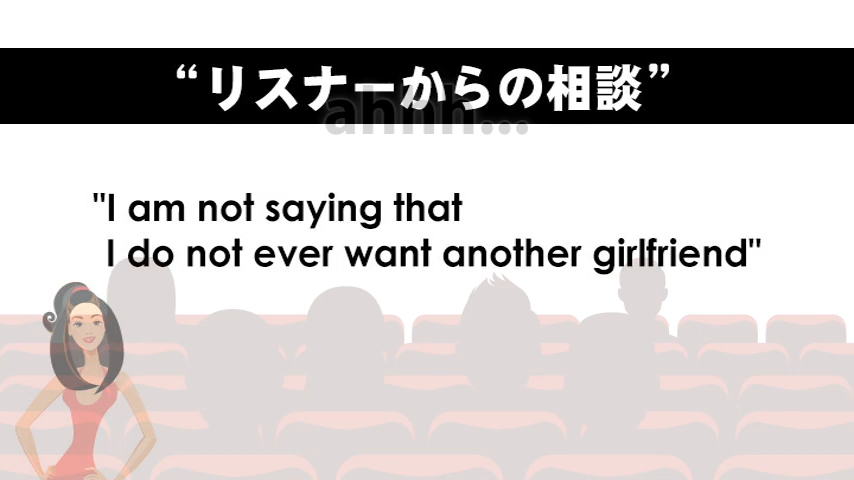 “リスナーからの相談”
ahhh...
"I am not saying that
I do not ever want another girlfriend"